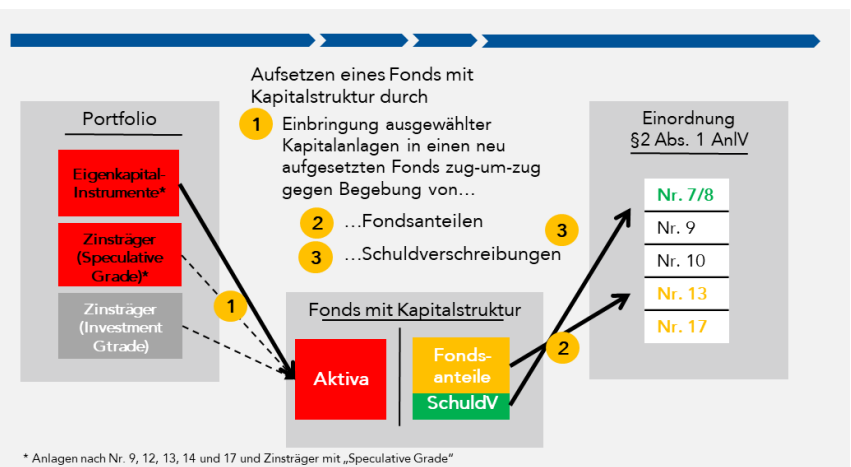 Aufsetzen eines Fonds mit
Kapitalstruktur durch
1 Einbringung ausgewählter
Kapitalanlagen in einen neu
aufgesetzten Fonds zug-um-zug
gegen Begebung von…
2 …Fondsanteilen
3 …Schuldverschreibungen
Portfolio
Eigenkapital-
Instrumente*
Zinsträger
(Speculative
Grade)*
Zinsträger
(Investment
Gtrade)
1
Fonds mit Kapitalstruktur
Aktiva
Fonds-
anteile
SchuldV
3
2
Einordnung
§2 Abs. 1 AnlV
Nr. 7/8
Nr. 9
Nr. 10
Nr. 13
Nr. 17
* Anlagen nach Nr. 9, 12, 13, 14 und 17 und Zinsträger mit „Speculative Grade“